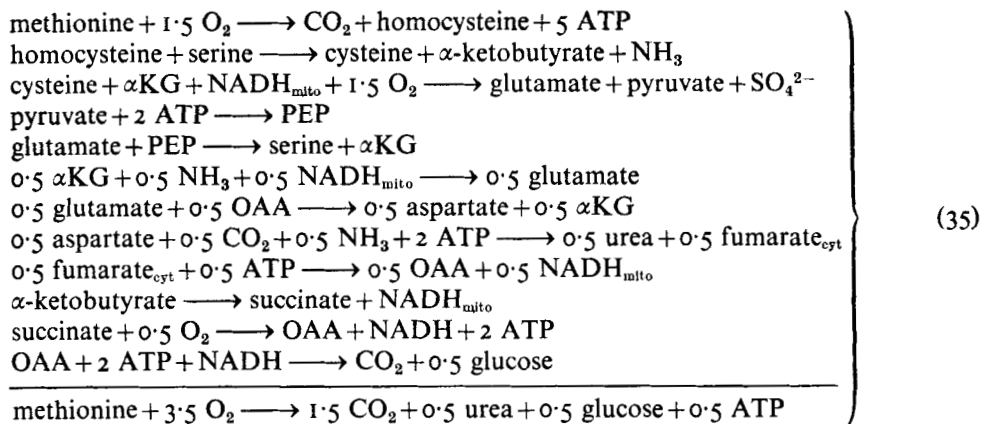 methionine + 1·5 O₂ ⟶ CO₂ + homocysteine + 5 ATP
homocysteine + serine ⟶ cysteine + α-ketobutyrate + NH₃
cysteine + αKG + NADHₘᵢₜₒ + 1·5 O₂ ⟶ glutamate + pyruvate + SO₄²⁻
pyruvate + 2 ATP ⟶ PEP
glutamate + PEP ⟶ serine + αKG
0·5 αKG + 0·5 NH₃ + 0·5 NADHₘᵢₜₒ ⟶ 0·5 glutamate
0·5 glutamate + 0·5 OAA ⟶ 0·5 aspartate + 0·5 αKG
0·5 aspartate + 0·5 CO₂ + 0·5 NH₃ + 2 ATP ⟶ 0·5 urea + 0·5 fumarate_cyt
0·5 fumarate_cyt + 0·5 ATP ⟶ 0·5 OAA + 0·5 NADHₘᵢₜₒ
α-ketobutyrate ⟶ succinate + NADHₘᵢₜₒ
succinate + 0·5 O₂ ⟶ OAA + NADH + 2 ATP
OAA + 2 ATP + NADH ⟶ CO₂ + 0·5 glucose
methionine + 3·5 O₂ ⟶ 1·5 CO₂ + 0·5 urea + 0·5 glucose + 0·5 ATP
(35)